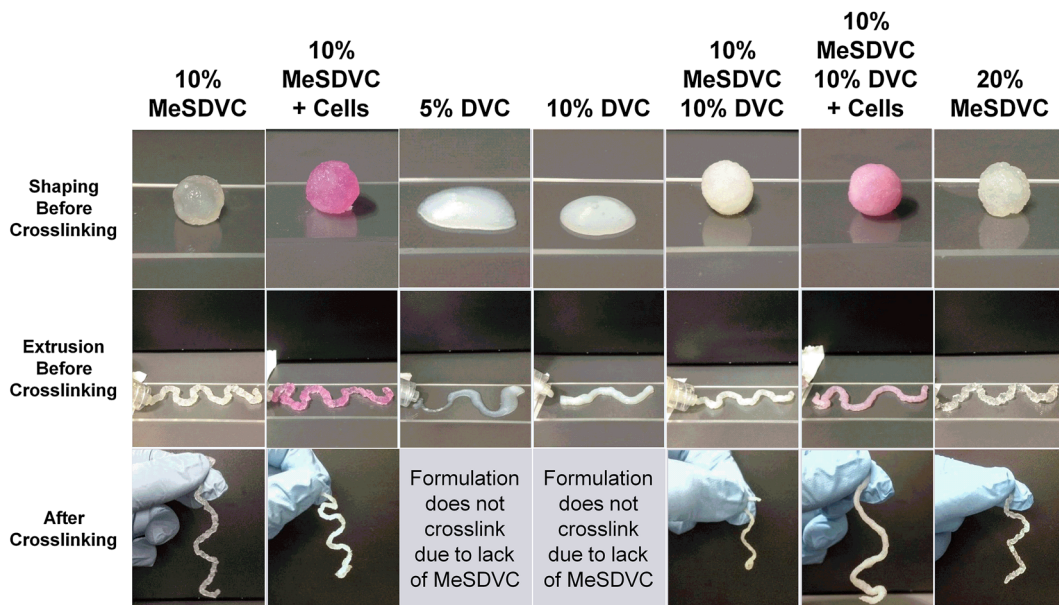 10%
MeSDVC
10%
MeSDVC
+ Cells
5% DVC
10% DVC
10%
MeSDVC
10% DVC
10%
MeSDVC
10% DVC
+ Cells
20%
MeSDVC
Shaping
Before
Crosslinking
Extrusion
Before
Crosslinking
After
Crosslinking
Formulation
does not
crosslink
due to lack
of MeSDVC
Formulation
does not
crosslink
due to lack
of MeSDVC